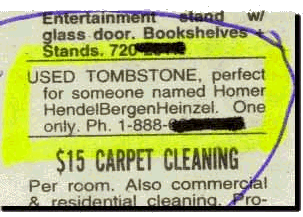 Entertainment stand w/
glass door. Bookshelves +
Stands. 720
USED TOMBSTONE, perfect
for someone named Homer
HendelBergenHeinzel. One
only. Ph. 1-888-
$15 CARPET CLEANING
Per room. Also commercial
& residential cleaning. Pro-